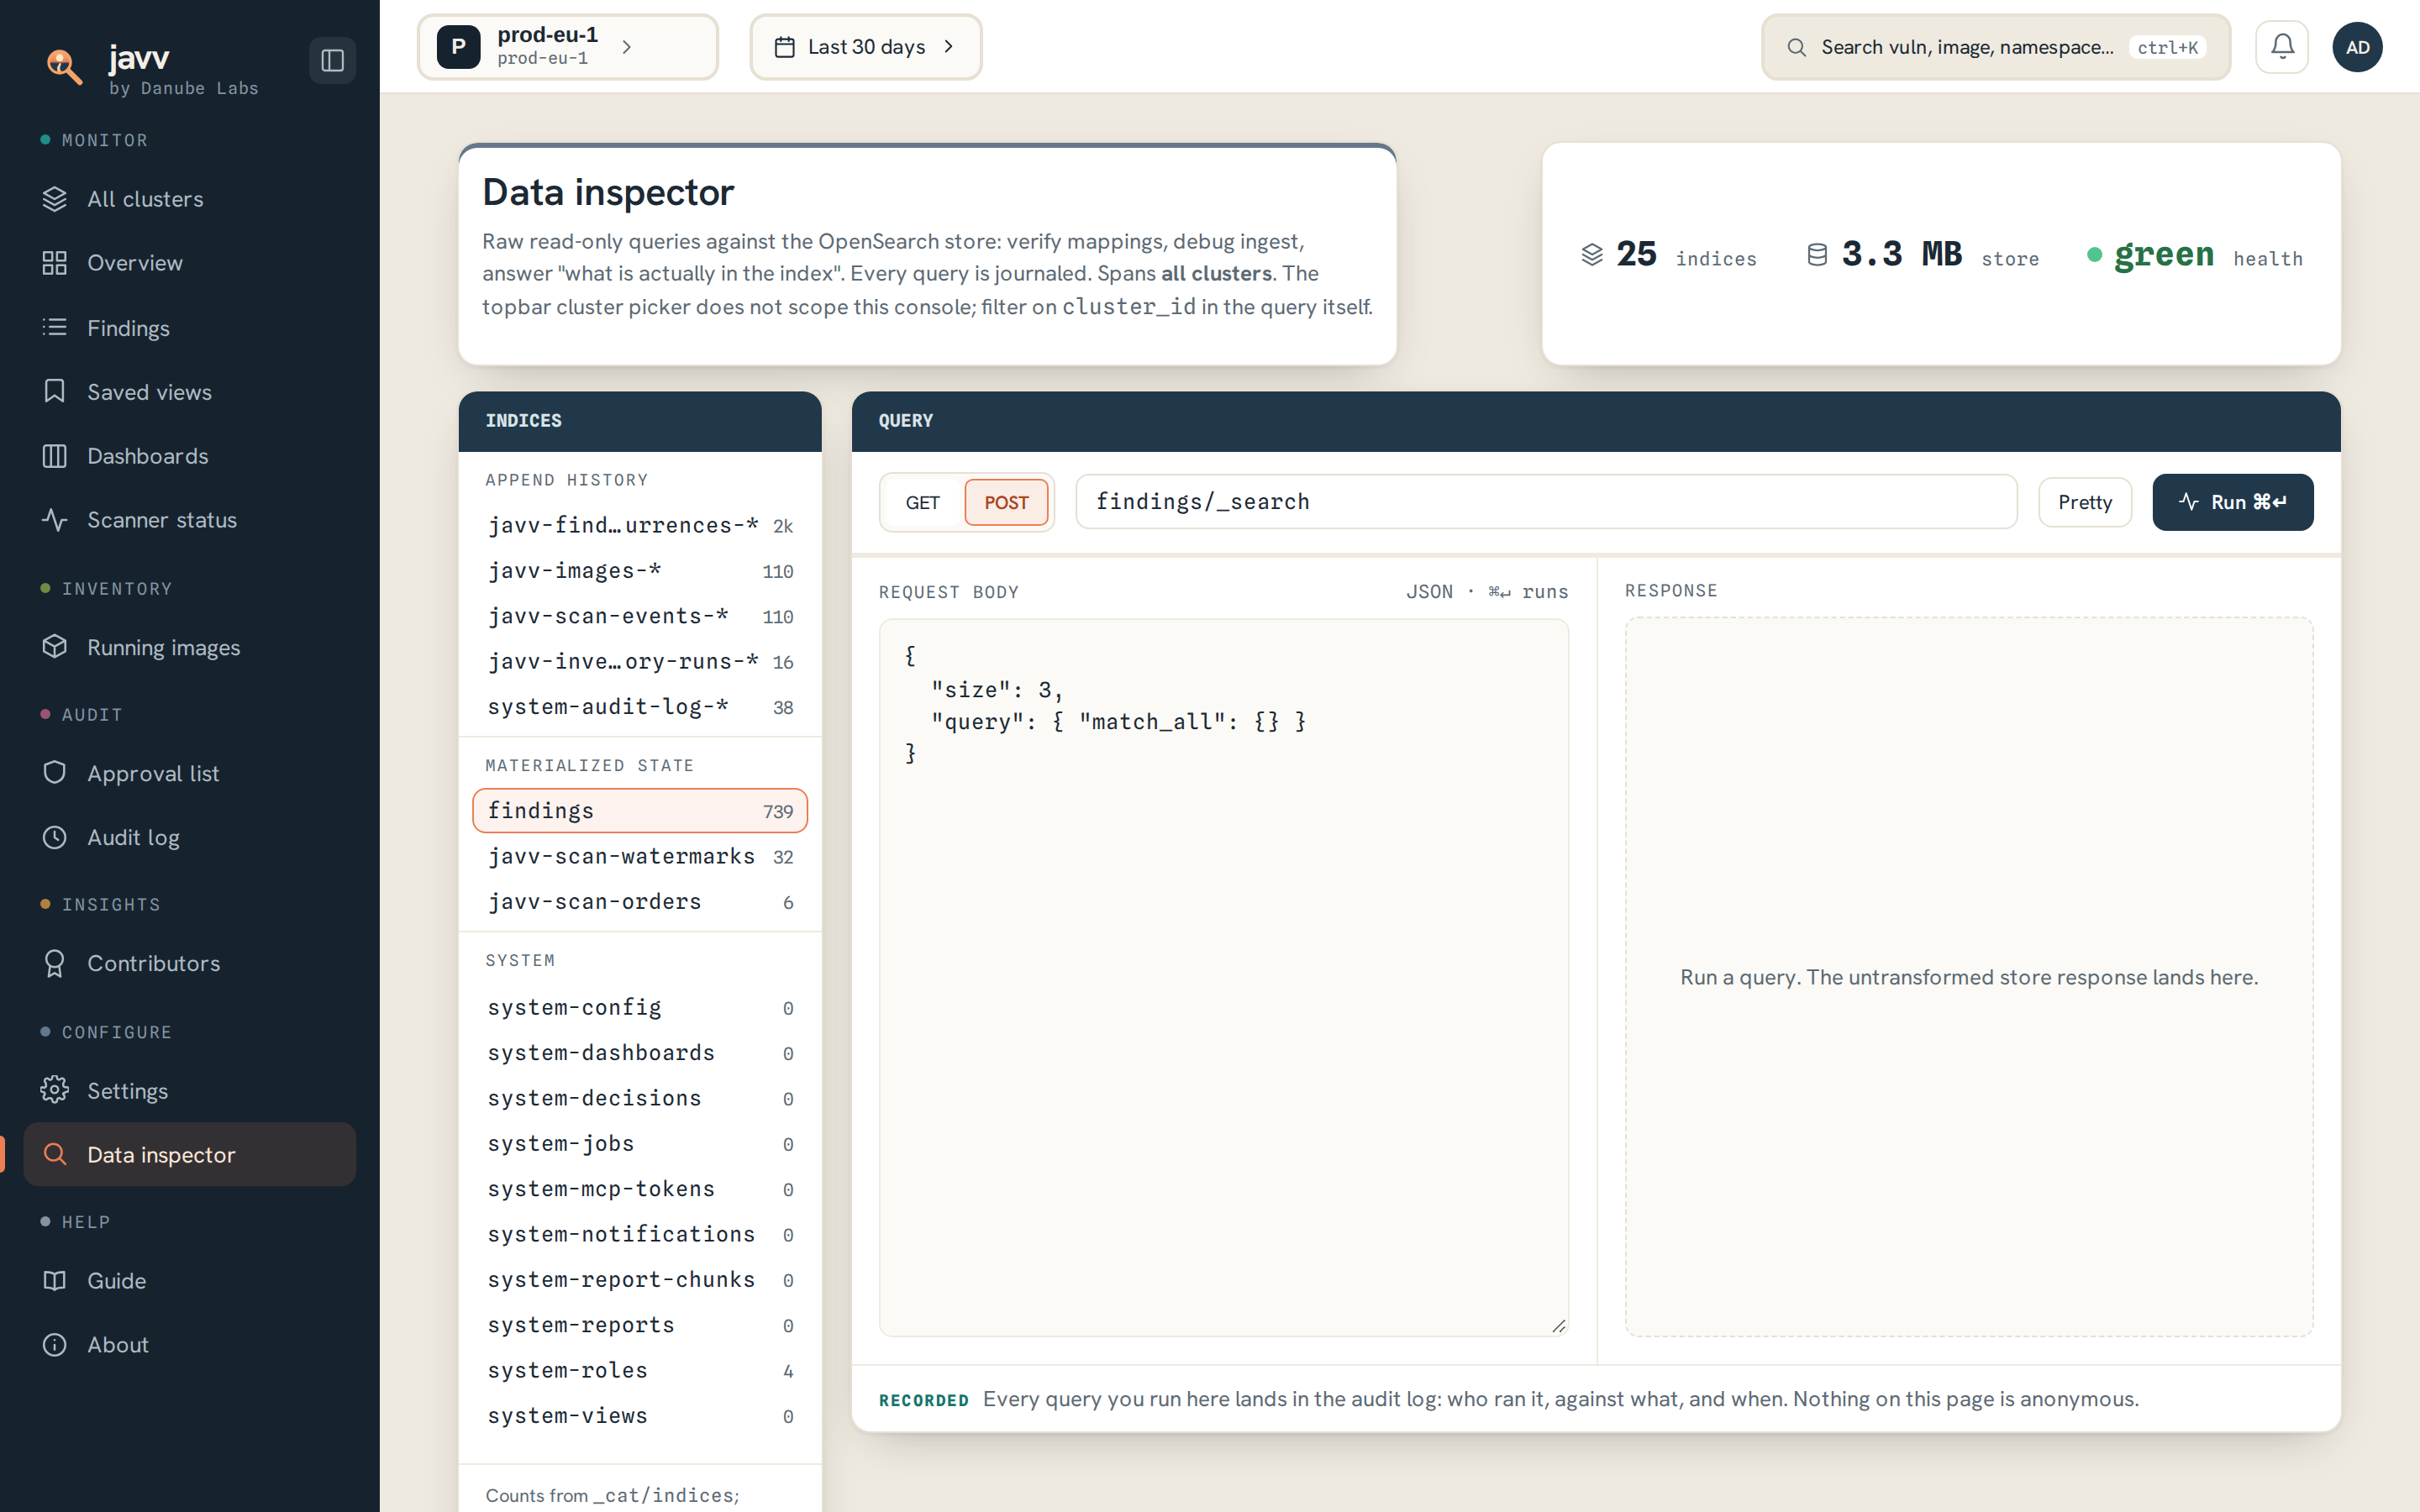 javv
by Danube Labs
MONITOR
All clusters
Overview
Findings
Saved views
Dashboards
Scanner status
INVENTORY
Running images
AUDIT
Approval list
Audit log
INSIGHTS
Contributors
CONFIGURE
Settings
Data inspector
HELP
Guide
About
P prod-eu-1
prod-eu-1
Last 30 days
Search vuln, image, namespace... ctrl+K
AD
Data inspector
Raw read-only queries against the OpenSearch store: verify mappings, debug ingest,
answer "what is actually in the index". Every query is journaled. Spans all clusters. The
topbar cluster picker does not scope this console; filter on cluster_id in the query itself.
25 indices 3.3 MB store green health
INDICES
APPEND HISTORY
javv-find…urrences-* 2k
javv-images-* 110
javv-scan-events-* 110
javv-inve…ory-runs-* 16
system-audit-log-* 38
MATERIALIZED STATE
findings 739
javv-scan-watermarks 32
javv-scan-orders 6
SYSTEM
system-config 0
system-dashboards 0
system-decisions 0
system-jobs 0
system-mcp-tokens 0
system-notifications 0
system-report-chunks 0
system-reports 0
system-roles 4
system-views 0
Counts from _cat/indices;
QUERY
GET POST findings/_search Pretty Run ⌘↵
REQUEST BODY JSON · ⌘↵ runs
{
  "size": 3,
  "query": { "match_all": {} }
}
RESPONSE
Run a query. The untransformed store response lands here.
RECORDED Every query you run here lands in the audit log: who ran it, against what, and when. Nothing on this page is anonymous.